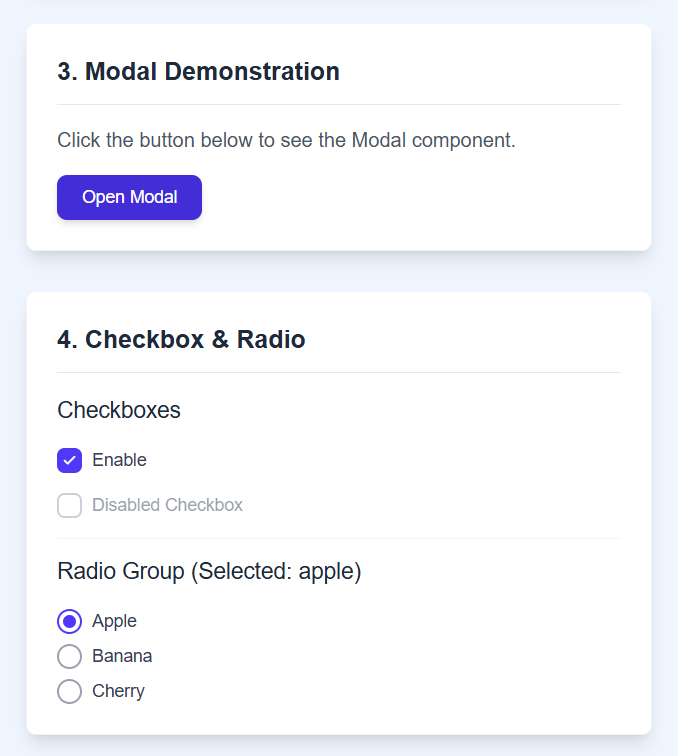 3. Modal Demonstration
Click the button below to see the Modal component.
Open Modal
4. Checkbox & Radio
Checkboxes
Enable
Disabled Checkbox
Radio Group (Selected: apple)
Apple
Banana
Cherry